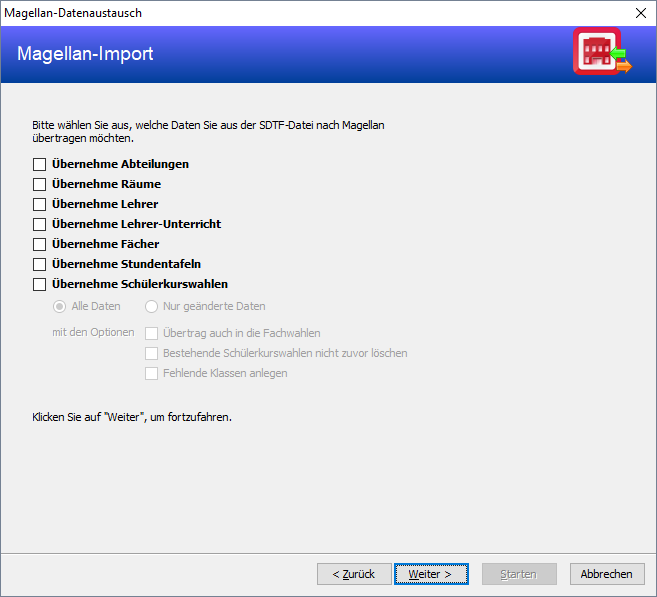 Magellan-Datenaustausch
Magellan-Import
Bitte wählen Sie aus, welche Daten Sie aus der SDTF-Datei nach Magellan
übertragen möchten.
Übernehme Abteilungen
Übernehme Räume
Übernehme Lehrer
Übernehme Lehrer-Unterricht
Übernehme Fächer
Übernehme Stundentafeln
Übernehme Schülerkurswahlen
Alle Daten Nur geänderte Daten
mit den Optionen Übertrag auch in die Fachwahlen
Bestehende Schülerkurswahlen nicht zuvor löschen
Fehlende Klassen anlegen
Klicken Sie auf "Weiter", um fortzufahren.
< Zurück Weiter > Starten Abbrechen